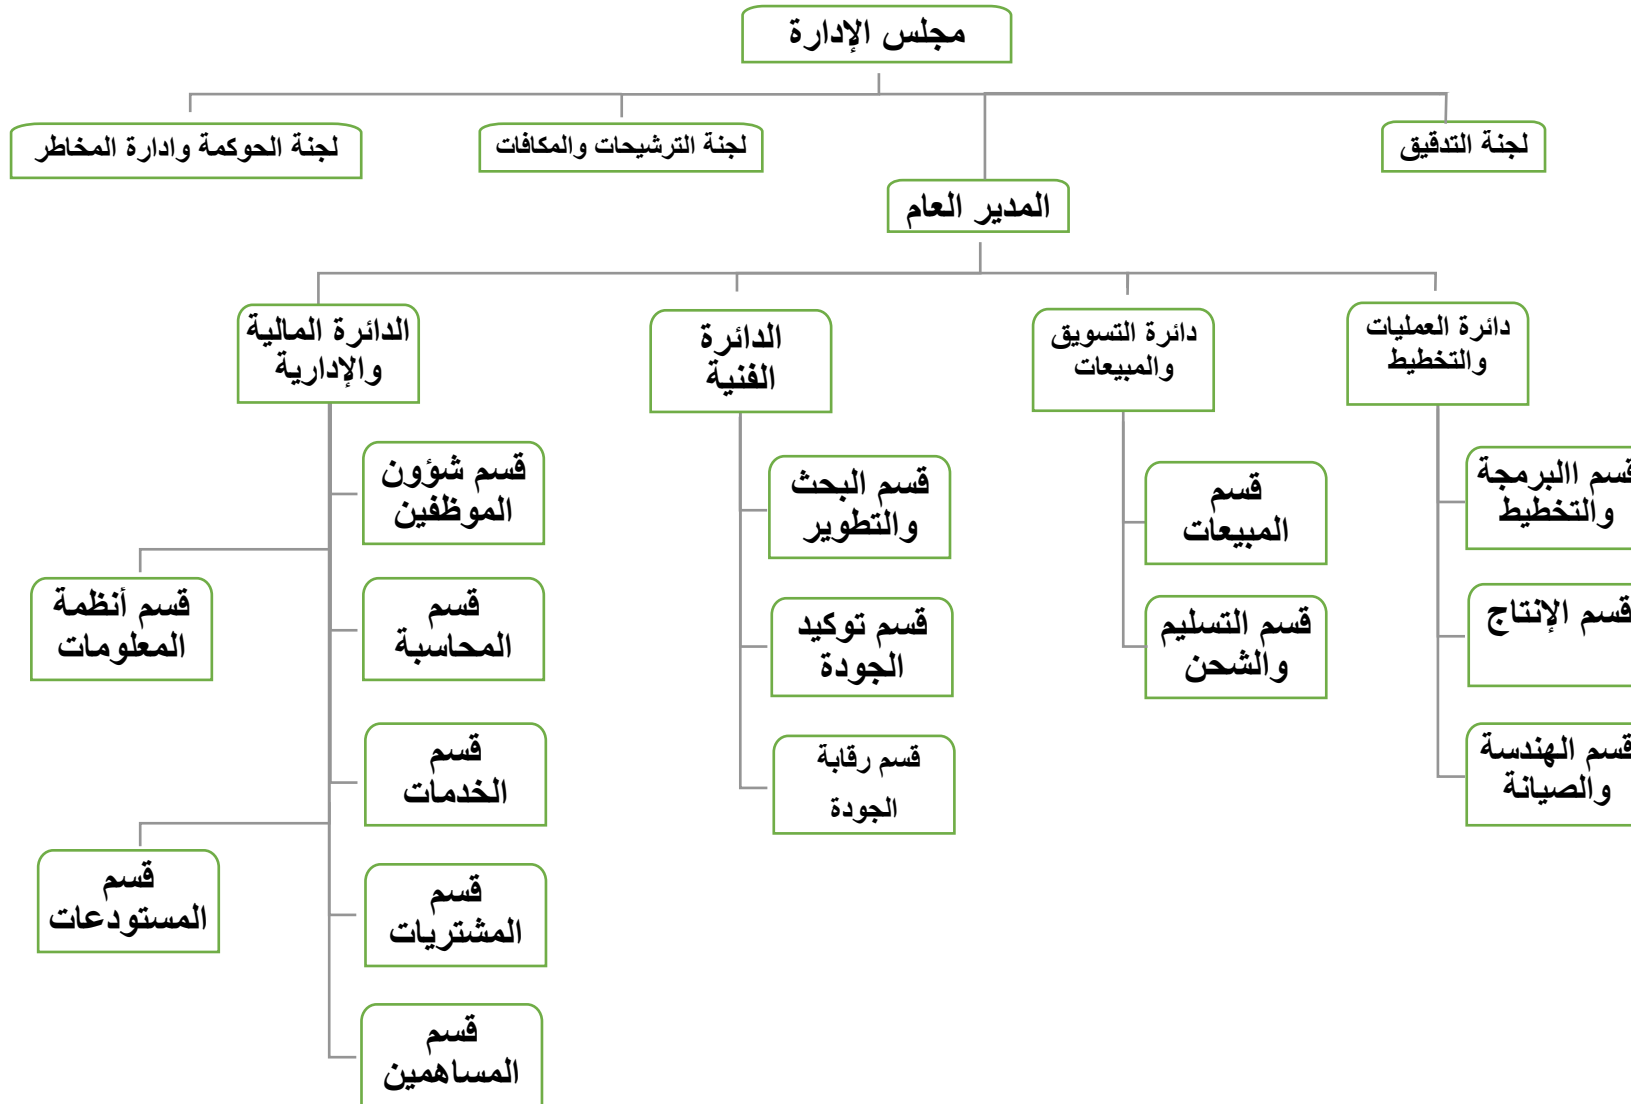 مجلس الإدارة
لجنة التدقيق
لجنة الترشيحات والمكافات
لجنة الحوكمة وادارة المخاطر
المدير العام
دائرة العمليات
والتخطيط
دائرة التسويق
والمبيعات
الدائرة
الفنية
الدائرة المالية
والإدارية
قسم االبرمجة
والتخطيط
قسم الإنتاج
قسم الهندسة
والصيانة
قسم
المبيعات
قسم التسليم
والشحن
قسم البحث
والتطوير
قسم توكيد
الجودة
قسم رقابة
الجودة
قسم شؤون
الموظفين
قسم
المحاسبة
قسم
الخدمات
قسم
المشتريات
قسم
المساهمين
قسم أنظمة
المعلومات
قسم
المستودعات